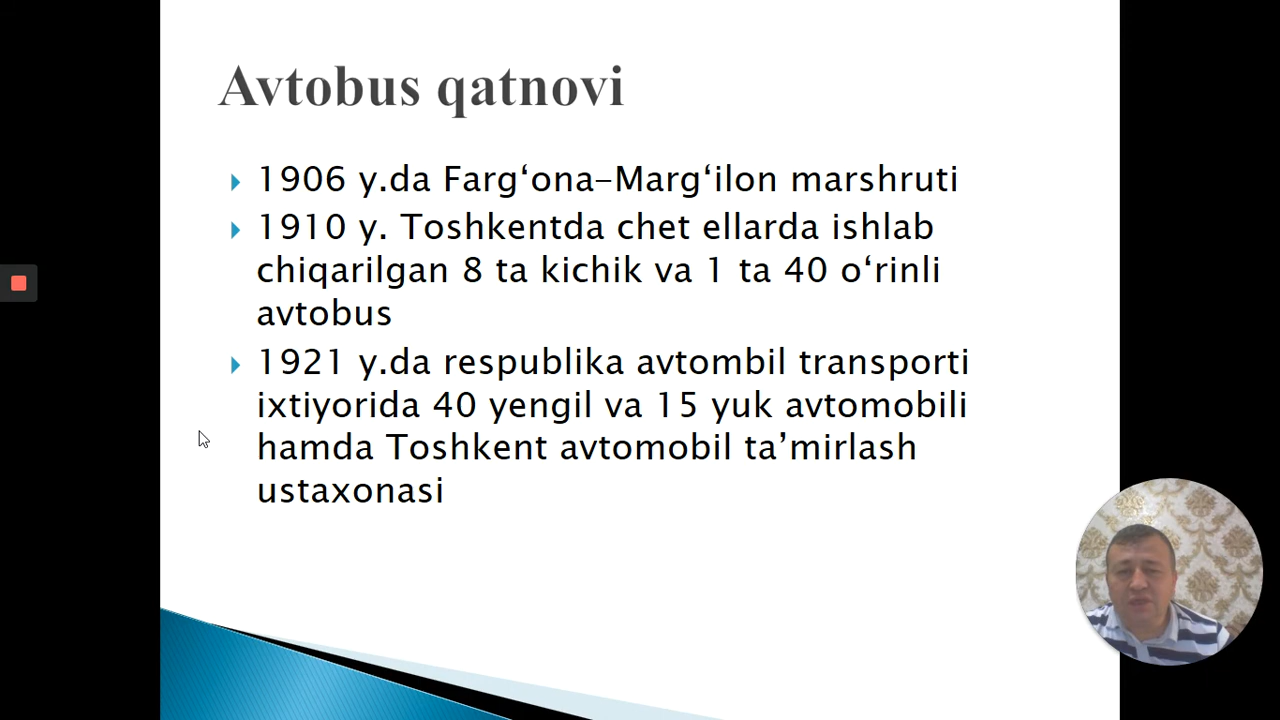 Avtobus qatnovi
1906 y.da Farg‘ona-Marg‘ilon marshruti
1910 y. Toshkentda chet ellarda ishlab
chiqarilgan 8 ta kichik va 1 ta 40 o‘rinli
avtobus
1921 y.da respublika avtombil transporti
ixtiyorida 40 yengil va 15 yuk avtomobili
hamda Toshkent avtomobil ta’mirlash
ustaxonasi